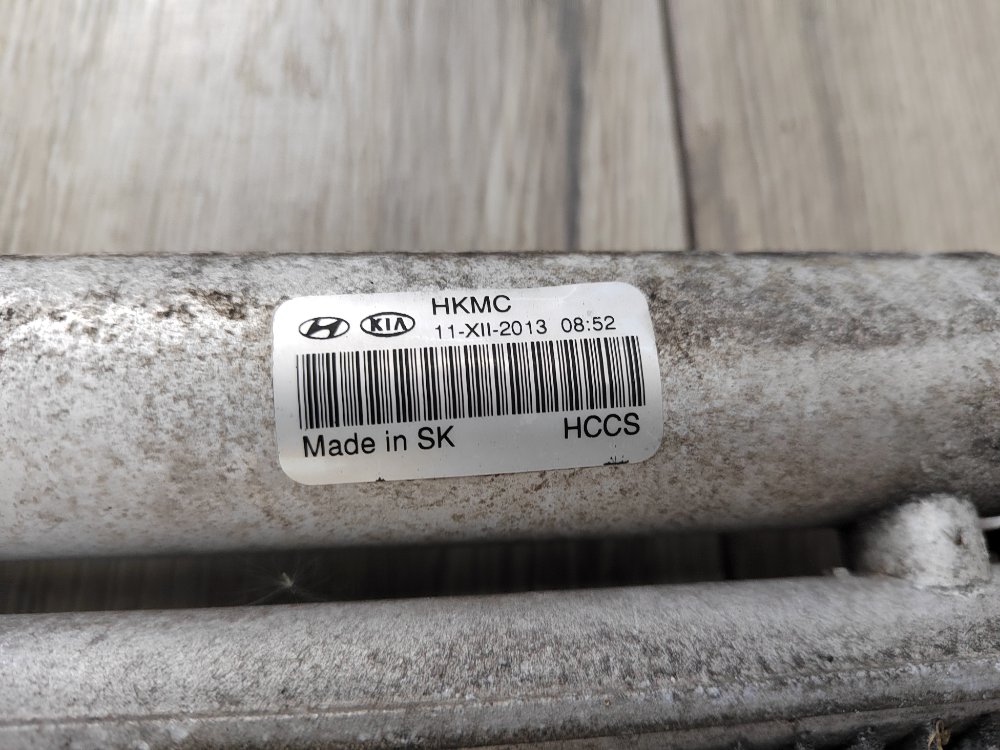 HKMC
KIA 11-XII-2013 08:52
Made in SK HCCS